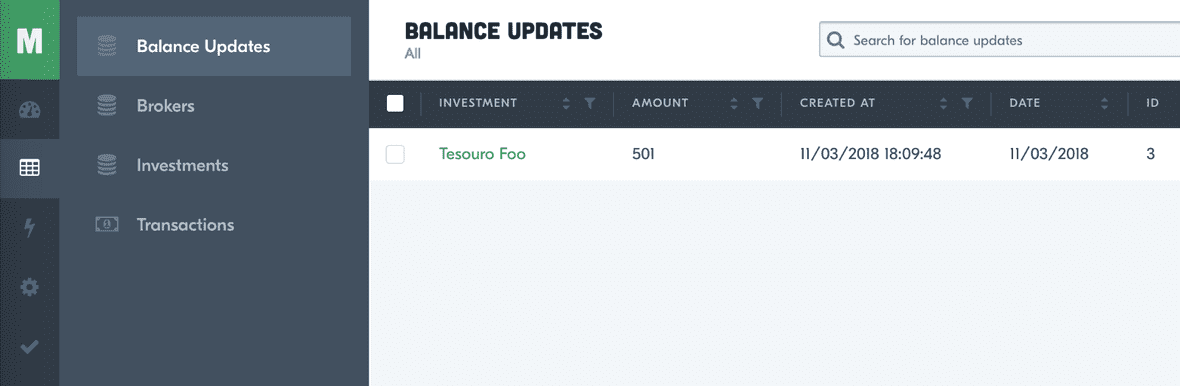 M
Balance Updates
Brokers
Investments
Transactions
BALANCE UPDATES
All
Search for balance updates
INVESTMENT AMOUNT CREATED AT DATE ID
Tesouro Foo 501 11/03/2018 18:09:48 11/03/2018 3